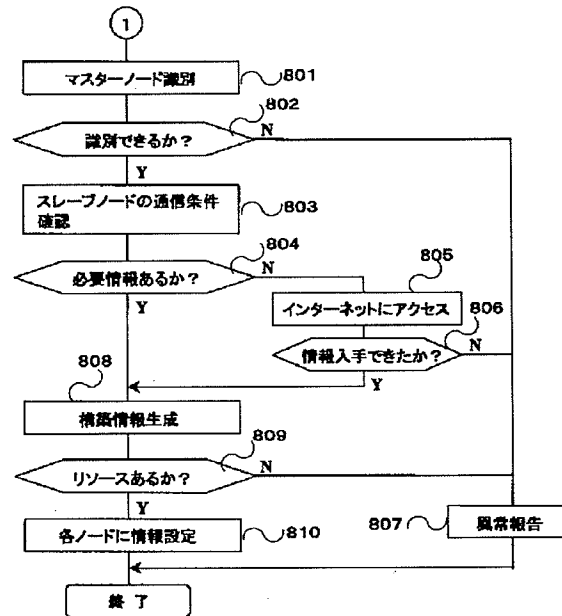 1
マスターノード識別
801
802
識別できるか?
N
Y
スレーブノードの通信条件
確認
803
804
必要情報あるか?
N
Y
805
インターネットにアクセス
806
情報入手できたか?
N
Y
808
構築情報生成
809
リソースあるか?
N
Y
各ノードに情報設定
810
807
異常報告
終了